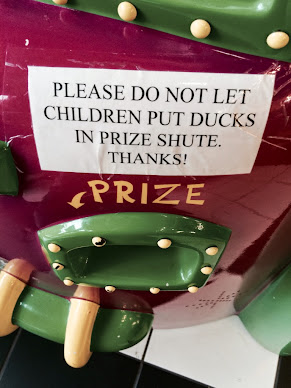 PLEASE DO NOT LET
CHILDREN PUT DUCKS
IN PRIZE SHUTE.
THANKS!
PRIZE